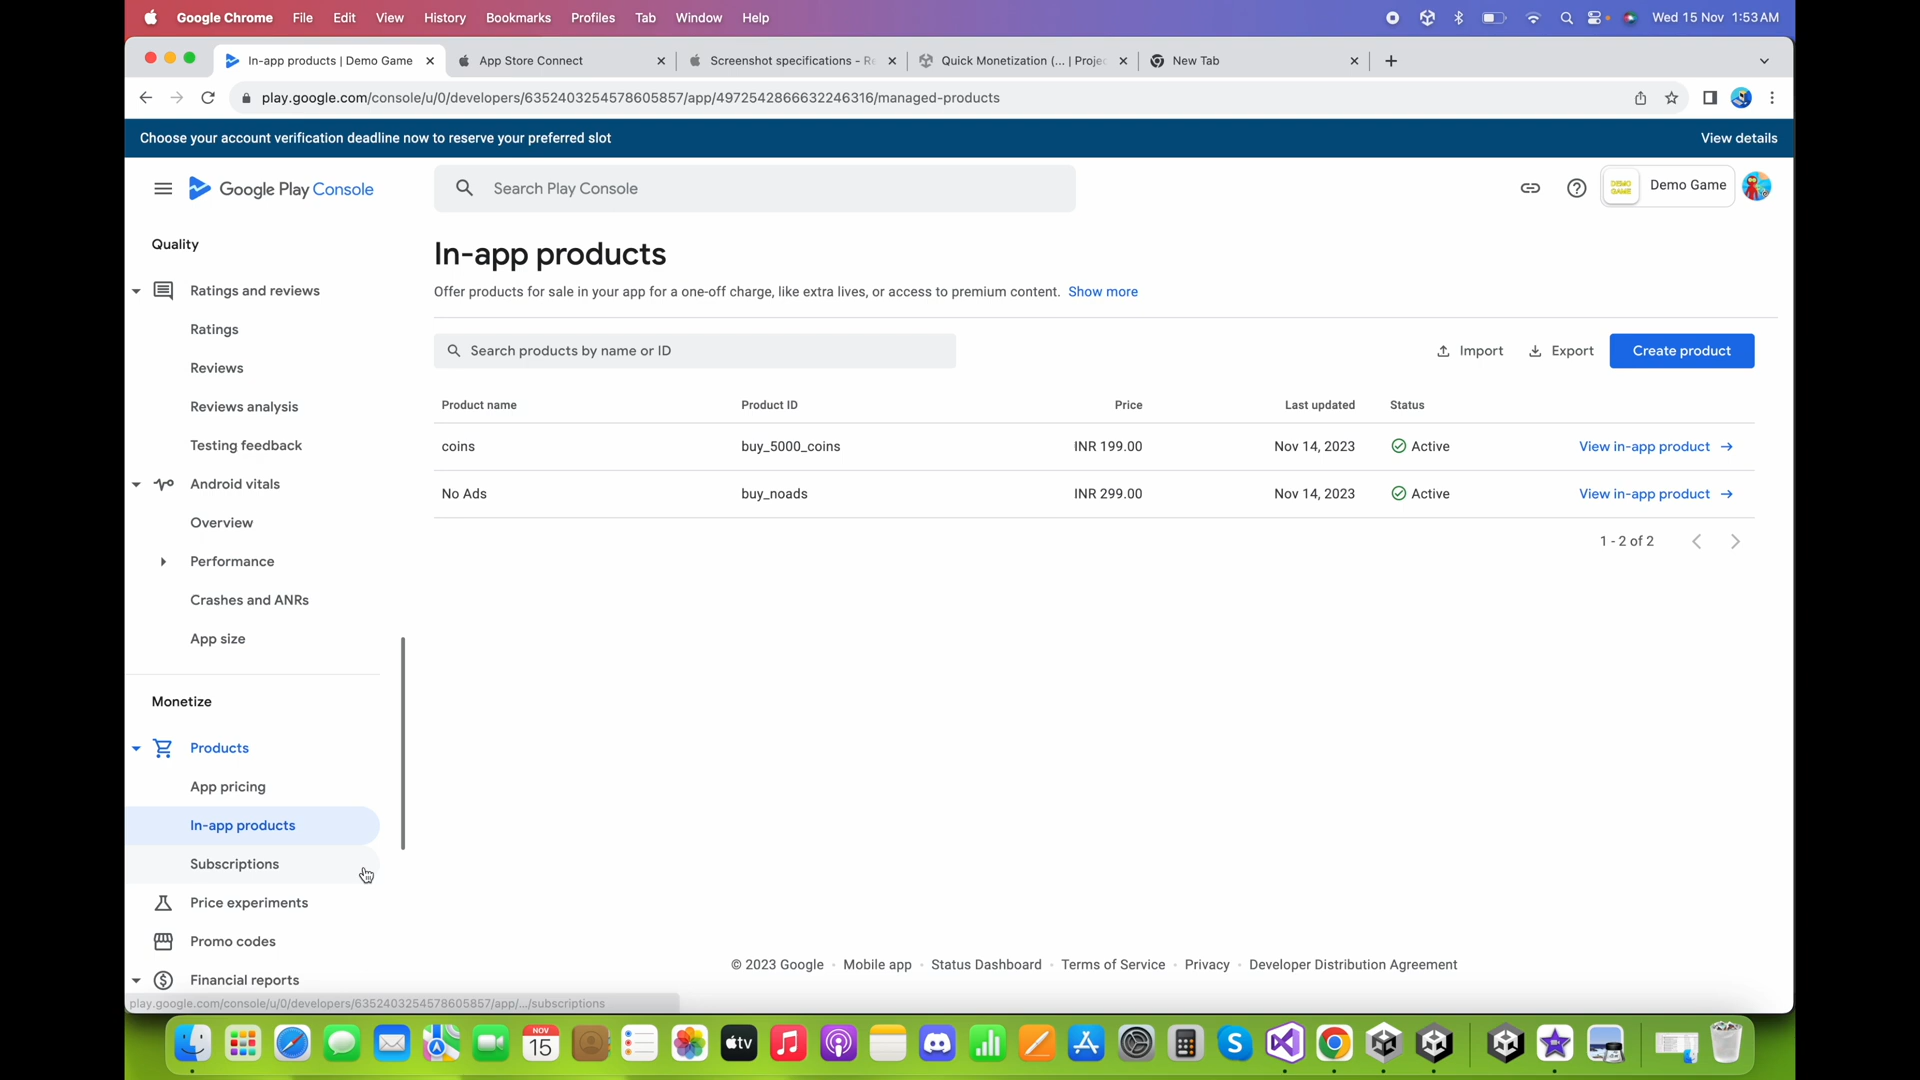 Google Chrome File Edit View History Bookmarks Profiles Tab Window Help Wed 15 Nov 1:53 AM
In-app products | Demo Game App Store Connect Screenshot specifications - Quick Monetization (... | Projec New Tab
play.google.com/console/u/0/developers/6352403254578605857/app/4972542866632246316/managed-products
Choose your account verification deadline now to reserve your preferred slot View details
Google Play Console Search Play Console DEMO GAME Demo Game
Quality
Ratings and reviews
Ratings
Reviews
Reviews analysis
Testing feedback
Android vitals
Overview
Performance
Crashes and ANRs
App size
Monetize
Products
App pricing
In-app products
Subscriptions
Price experiments
Promo codes
Financial reports
play.google.com/console/u/0/developers/6352403254578605857/app/.../subscriptions
In-app products
Offer products for sale in your app for a one-off charge, like extra lives, or access to premium content. Show more
Search products by name or ID Import Export Create product
Product name Product ID Price Last updated Status
coins buy_5000_coins INR 199.00 Nov 14, 2023 Active View in-app product
No Ads buy_noads INR 299.00 Nov 14, 2023 Active View in-app product
1 - 2 of 2
© 2023 Google · Mobile app · Status Dashboard · Terms of Service · Privacy · Developer Distribution Agreement
NOV
15
tv